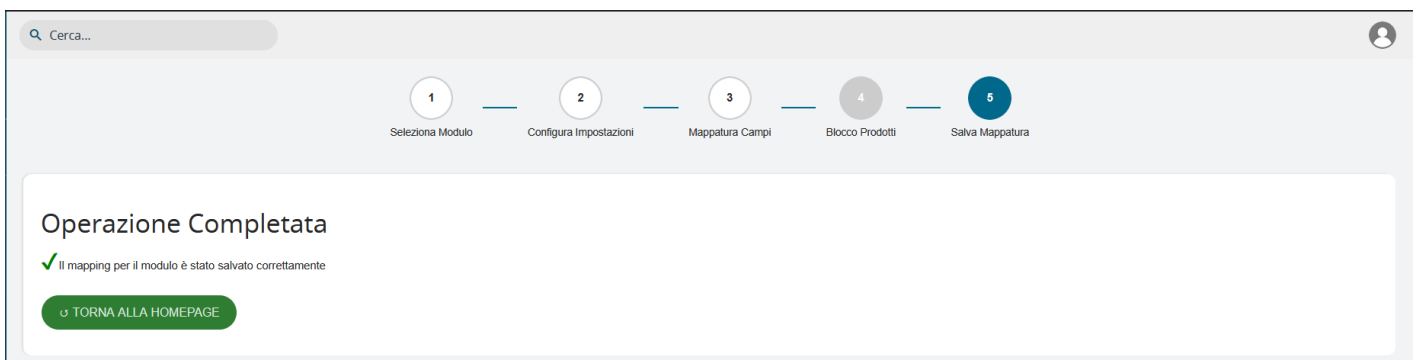 Cerca...
1
2
3
4
5
Seleziona Modulo
Configura Impostazioni
Mappatura Campi
Blocco Prodotti
Salva Mappatura
Operazione Completata
Il mapping per il modulo è stato salvato correttamente
TORNA ALLA HOMEPAGE